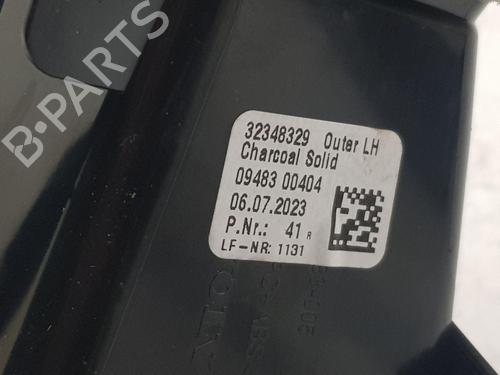 B-PARTS
32348329 Outer LH
Charcoal Solid
09483 00404
06.07.2023
P.Nr.: 41 R
LF-NR: 1131